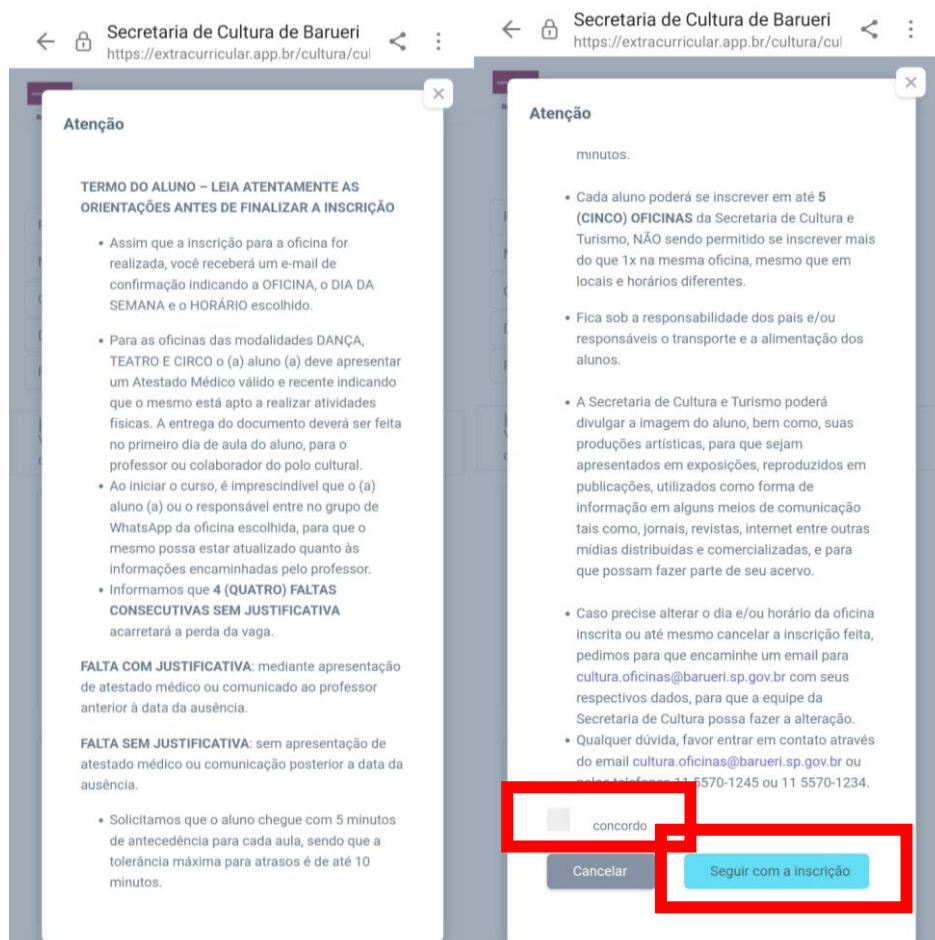 Secretaria de Cultura de Barueri
https://extracurricular.app.br/cultura/cul
Atenção
TERMO DO ALUNO – LEIA ATENTAMENTE AS
ORIENTAÇÕES ANTES DE FINALIZAR A INSCRIÇÃO
• Assim que a inscrição para a oficina for
realizada, você receberá um e-mail de
confirmação indicando a OFICINA, o DIA DA
SEMANA e o HORÁRIO escolhido.
• Para as oficinas das modalidades DANÇA,
TEATRO E CIRCO o (a) aluno (a) deve apresentar
um Atestado Médico válido e recente indicando
que o mesmo está apto a realizar atividades
físicas. A entrega do documento deverá ser feita
no primeiro dia de aula do aluno, para o
professor ou colaborador do polo cultural.
• Ao iniciar o curso, é imprescindível que o (a)
aluno (a) ou o responsável entre no grupo de
WhatsApp da oficina escolhida, para que o
mesmo possa estar atualizado quanto às
informações encaminhadas pelo professor.
• Informamos que 4 (QUATRO) FALTAS
CONSECUTIVAS SEM JUSTIFICATIVA
acarretará a perda da vaga.
FALTA COM JUSTIFICATIVA: mediante apresentação
de atestado médico ou comunicado ao professor
anterior à data da ausência.
FALTA SEM JUSTIFICATIVA: sem apresentação de
atestado médico ou comunicação posterior a data da
ausência.
• Solicitamos que o aluno chegue com 5 minutos
de antecedência para cada aula, sendo que a
tolerância máxima para atrasos é de até 10
minutos.
Secretaria de Cultura de Barueri
https://extracurricular.app.br/cultura/cul
Atenção
minutos.
• Cada aluno poderá se inscrever em até 5
(CINCO) OFICINAS da Secretaria de Cultura e
Turismo, NÃO sendo permitido se inscrever mais
do que 1x na mesma oficina, mesmo que em
locais e horários diferentes.
• Fica sob a responsabilidade dos pais e/ou
responsáveis o transporte e a alimentação dos
alunos.
• A Secretaria de Cultura e Turismo poderá
divulgar a imagem do aluno, bem como, suas
produções artísticas, para que sejam
apresentados em exposições, reproduzidos em
publicações, utilizados como forma de
informação em alguns meios de comunicação
tais como, jornais, revistas, internet entre outras
mídias distribuídas e comercializadas, e para
que possam fazer parte de seu acervo.
• Caso precise alterar o dia e/ou horário da oficina
inscrita ou até mesmo cancelar a inscrição feita,
pedimos para que encaminhe um email para
cultura.oficinas@barueri.sp.gov.br com seus
respectivos dados, para que a equipe da
Secretaria de Cultura possa fazer a alteração.
• Qualquer dúvida, favor entrar em contato através
do email cultura.oficinas@barueri.sp.gov.br ou
5570-1245 ou 11 5570-1234.
concordo
Cancelar
Seguir com a inscrição